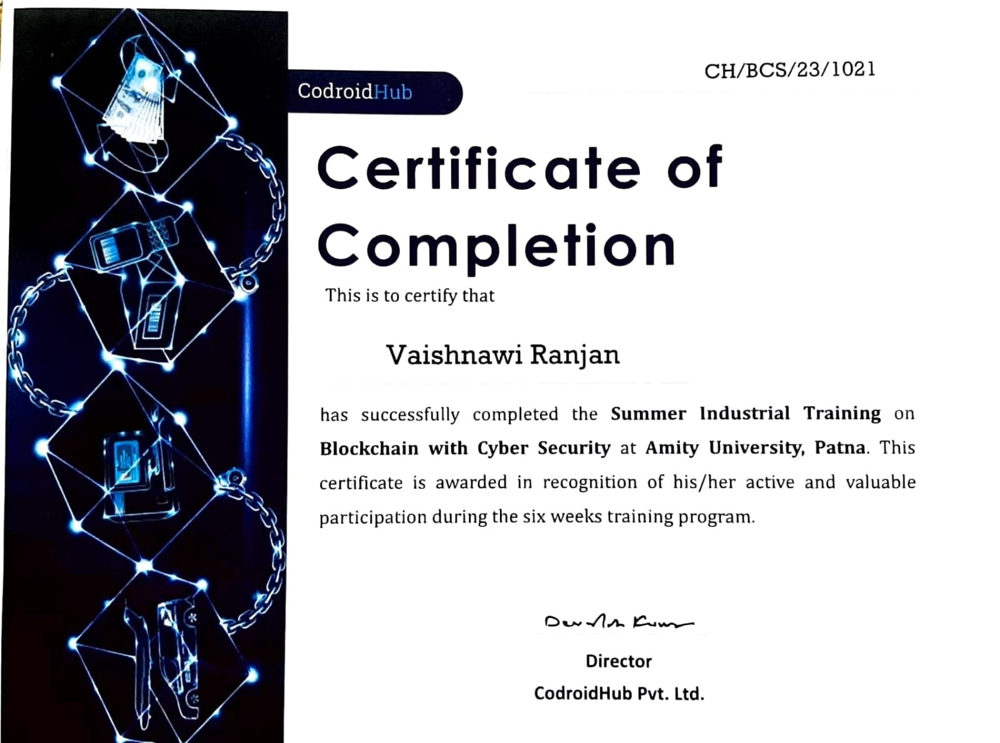 CodroidHub
CH/BCS/23/1021
Certificate of
Completion
This is to certify that
Vaishnawi Ranjan
has successfully completed the Summer Industrial Training on
Blockchain with Cyber Security at Amity University, Patna. This
certificate is awarded in recognition of his/her active and valuable
participation during the six weeks training program.
Director
CodroidHub Pvt. Ltd.